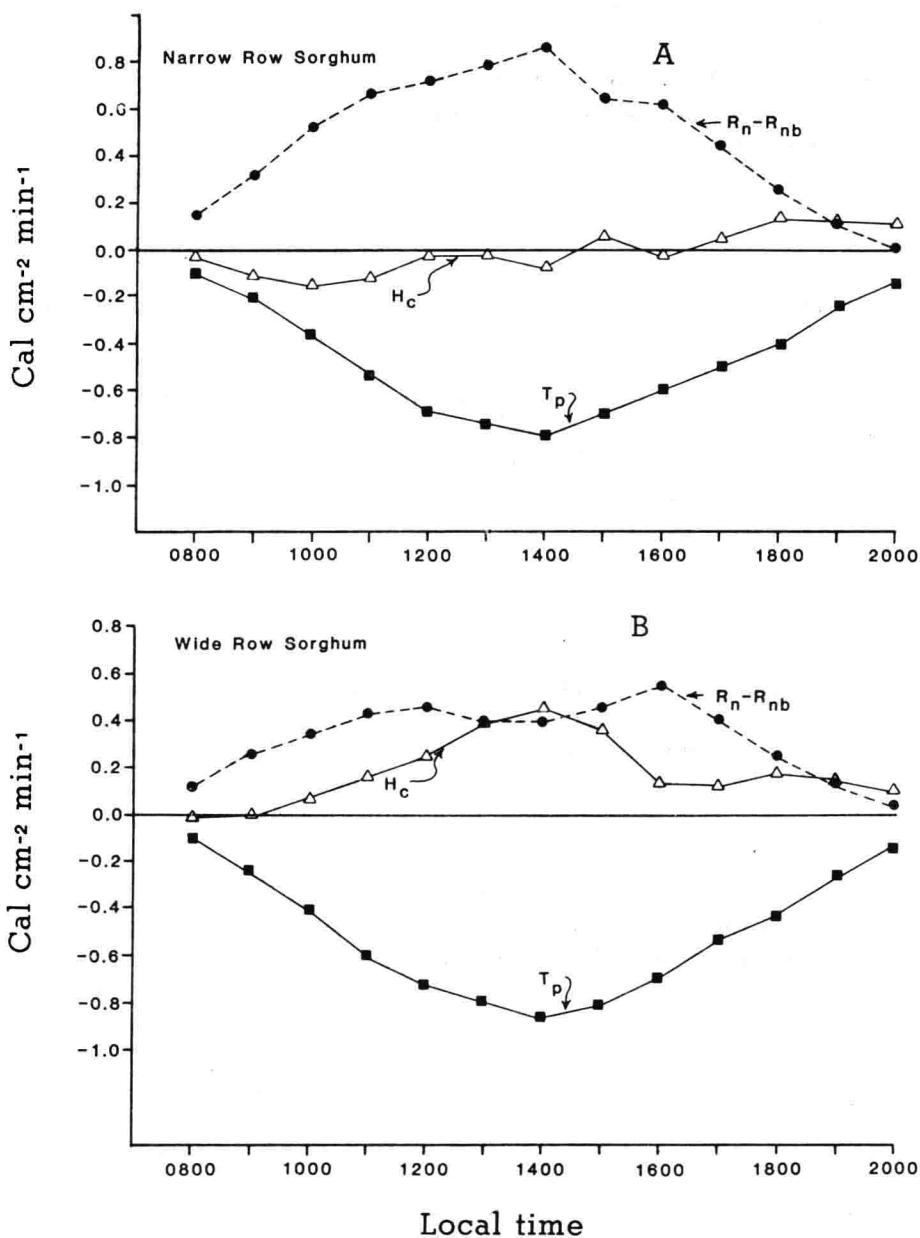 Narrow Row Sorghum
A
0.8
0.6
0.4
0.2
0.0
-0.2
-0.4
-0.6
-0.8
-1.0
Rn-Rnb
Hc
Tp
Cal cm-2 min-1
0800 1000 1200 1400 1600 1800 2000
Wide Row Sorghum
B
0.8
0.6
0.4
0.2
0.0
-0.2
-0.4
-0.6
-0.8
-1.0
Rn-Rnb
Hc
Tp
Cal cm-2 min-1
0800 1000 1200 1400 1600 1800 2000
Local time